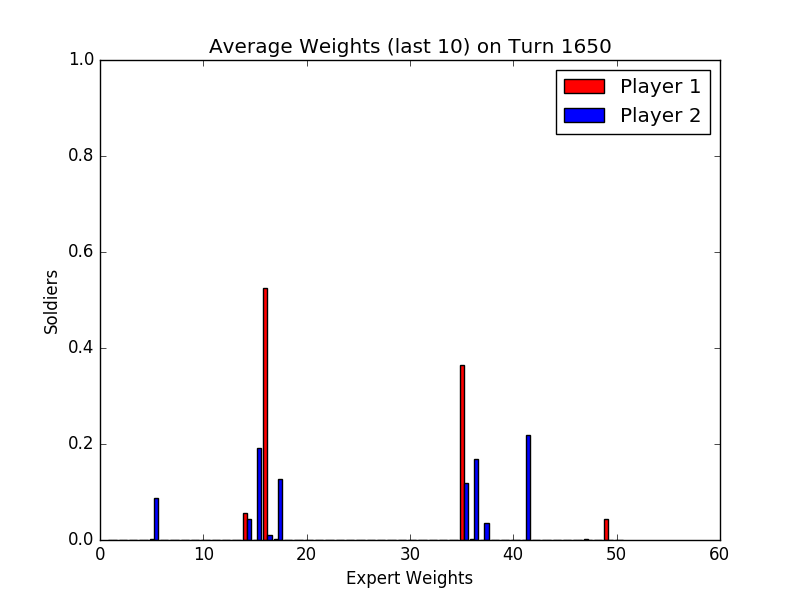 Average Weights (last 10) on Turn 1650
1.0
Player 1
Player 2
0.8
0.6
Soldiers
0.4
0.2
0.0
0 10 20 30 40 50 60
Expert Weights